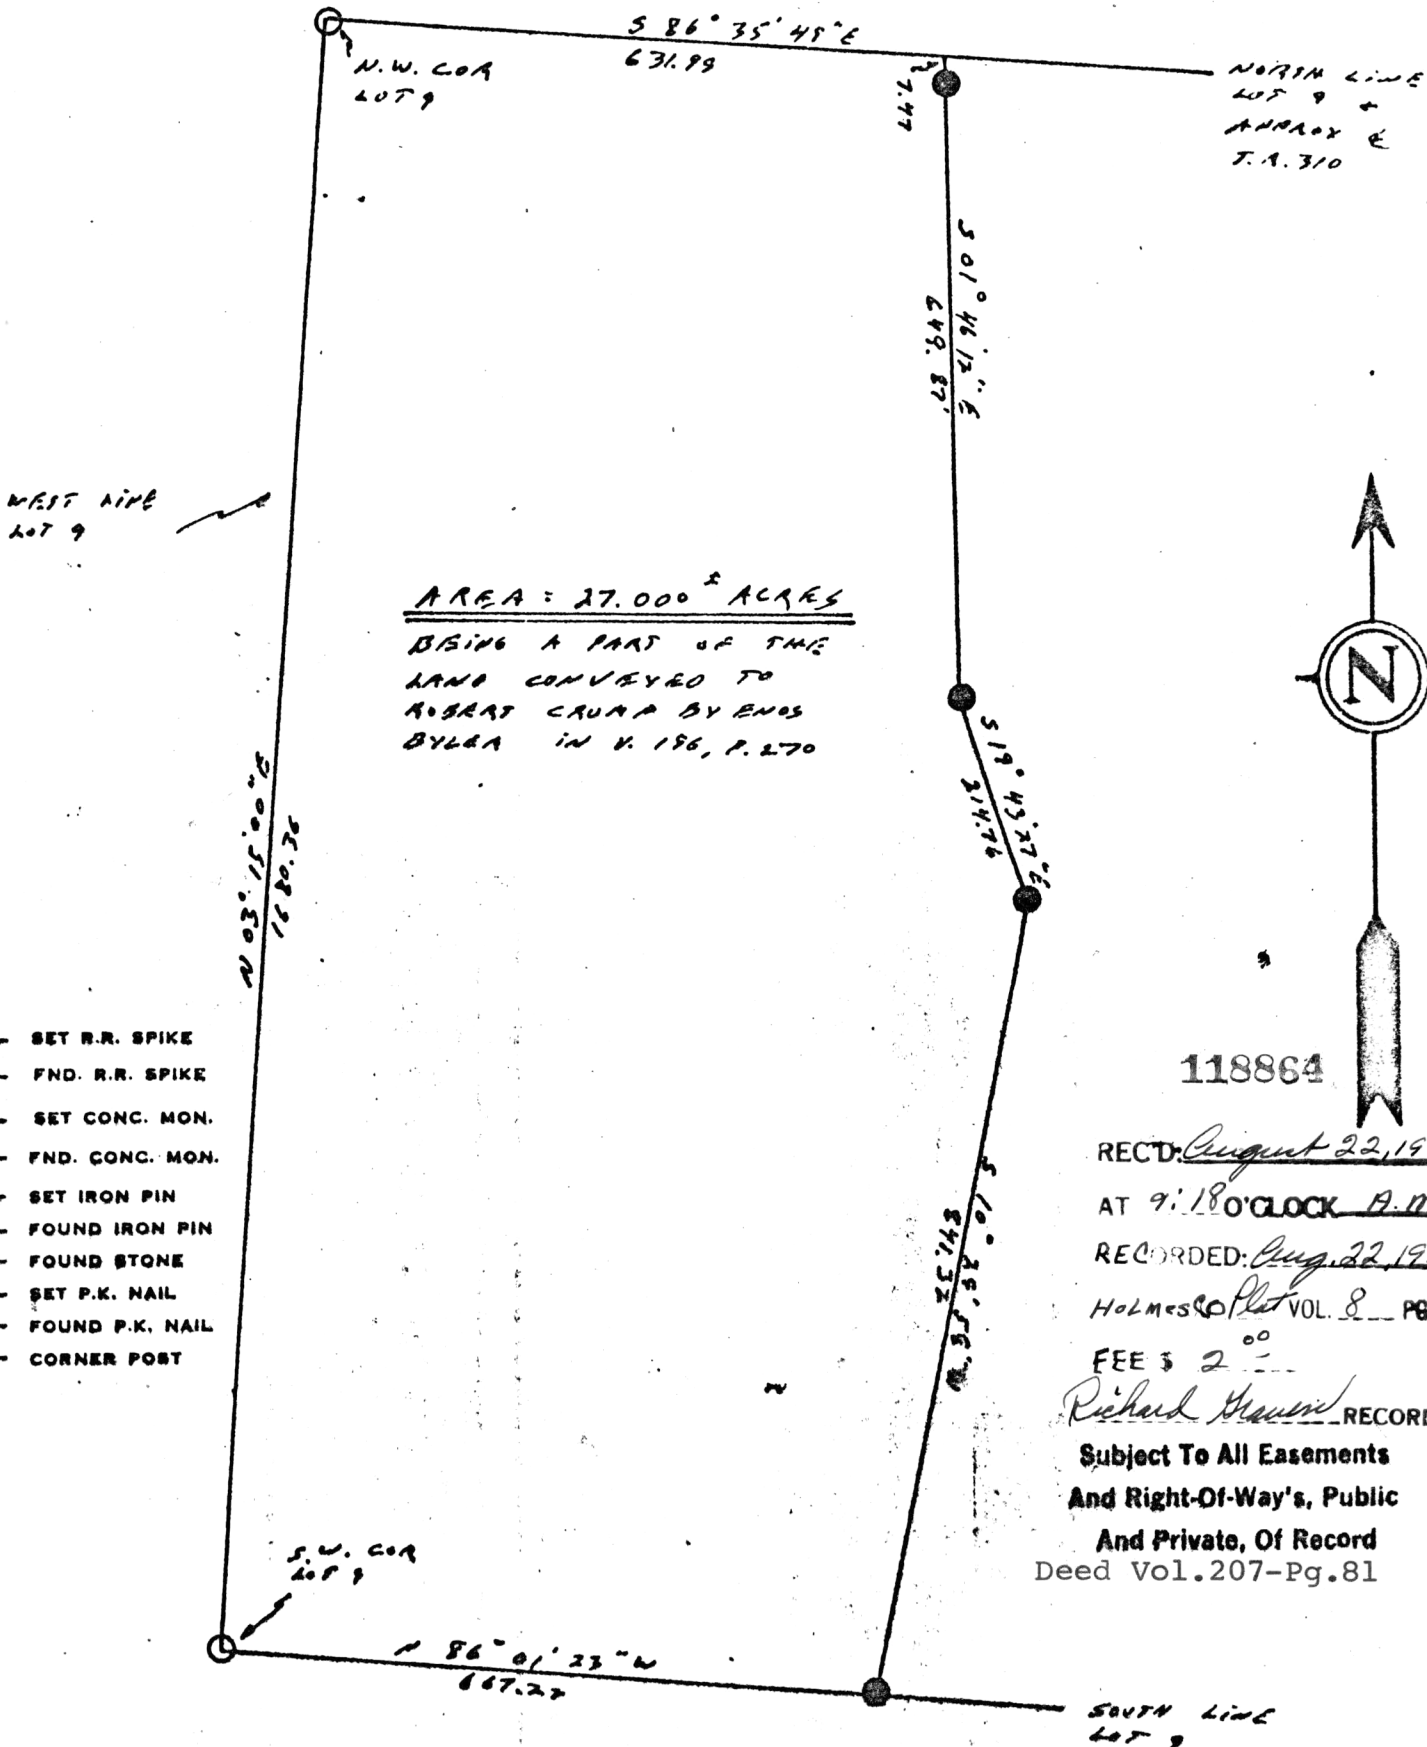 S 86° 35' 45" E
631.99
N.W. COR
LOT 9
NORTH LINE
LOT 9 &
APPROX ℄
T.R. 310
7.47
S 01° 46' 12" E
649.87'
WEST LINE
LOT 9
AREA = 27.000± ACRES
BEING A PART OF THE
LAND CONVEYED TO
ROBERT CRUMP BY ENOS
BYLER IN V. 196, P. 270
N
S 19° 43' 27" E
214.76
N 03° 15' 00" E
1680.36
SET R.R. SPIKE
FND. R.R. SPIKE
SET CONC. MON.
FND. CONC. MON.
SET IRON PIN
FOUND IRON PIN
FOUND STONE
SET P.K. NAIL
FOUND P.K. NAIL
CORNER POST
118864
REC'D: August 22, 19
AT 9:18 O'CLOCK A.M
RECORDED: Aug. 22, 19
Holmes Co Plat VOL. 8 PG
FEE $ 2 00
Richard Graven RECORD
S 10° 25' W
841.32
Subject To All Easements
And Right-Of-Way's, Public
And Private, Of Record
Deed Vol.207-Pg.81
S.W. COR
LOT 9
N 86° 01' 23" W
667.27
SOUTH LINE
LOT 9